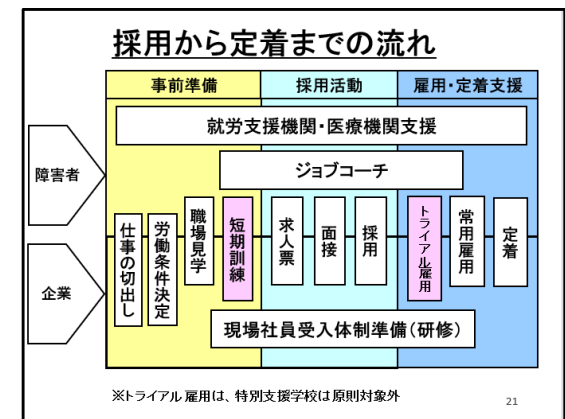 採用から定着までの流れ
事前準備
採用活動
雇用・定着支援
就労支援機関・医療機関支援
ジョブコーチ
障害者
企業
仕事の切出し
労働条件決定
職場見学
短期訓練
求人票
面接
採用
トライアル雇用
常用雇用
定着
現場社員受入体制準備(研修)
※トライアル雇用は、特別支援学校は原則対象外
21